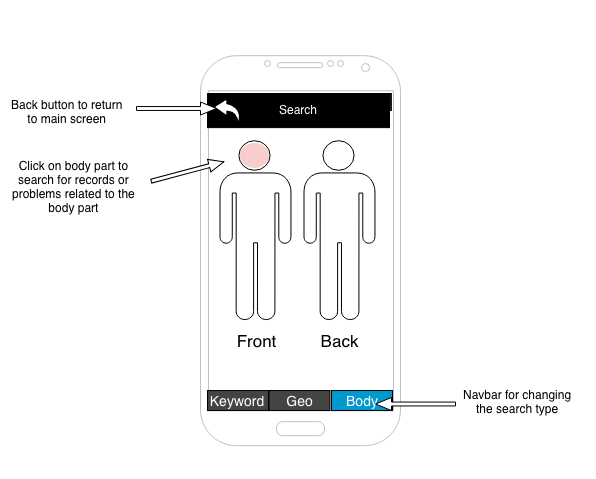 Back button to return
to main screen
Search
Click on body part to
search for records or
problems related to the
body part
Front
Back
Keyword
Geo
Body
Navbar for changing
the search type